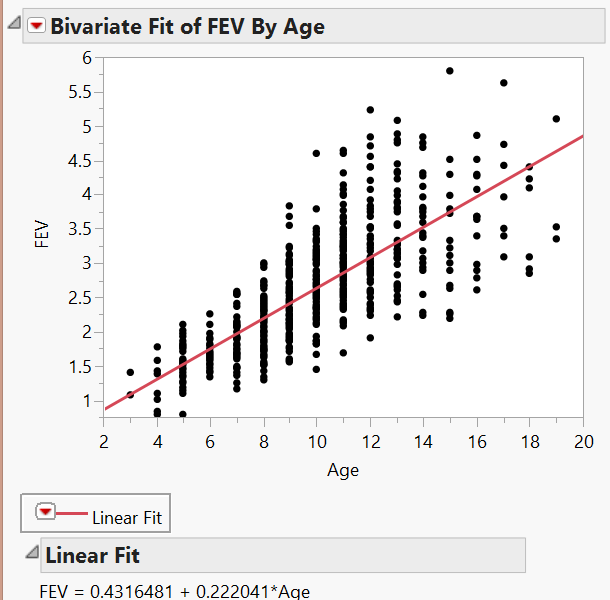 Bivariate Fit of FEV By Age
6
5.5
5
4.5
4
3.5
3
2.5
2
1.5
1
FEV
2 4 6 8 10 12 14 16 18 20
Age
Linear Fit
Linear Fit
FEV = 0.4316481 + 0.222041*Age